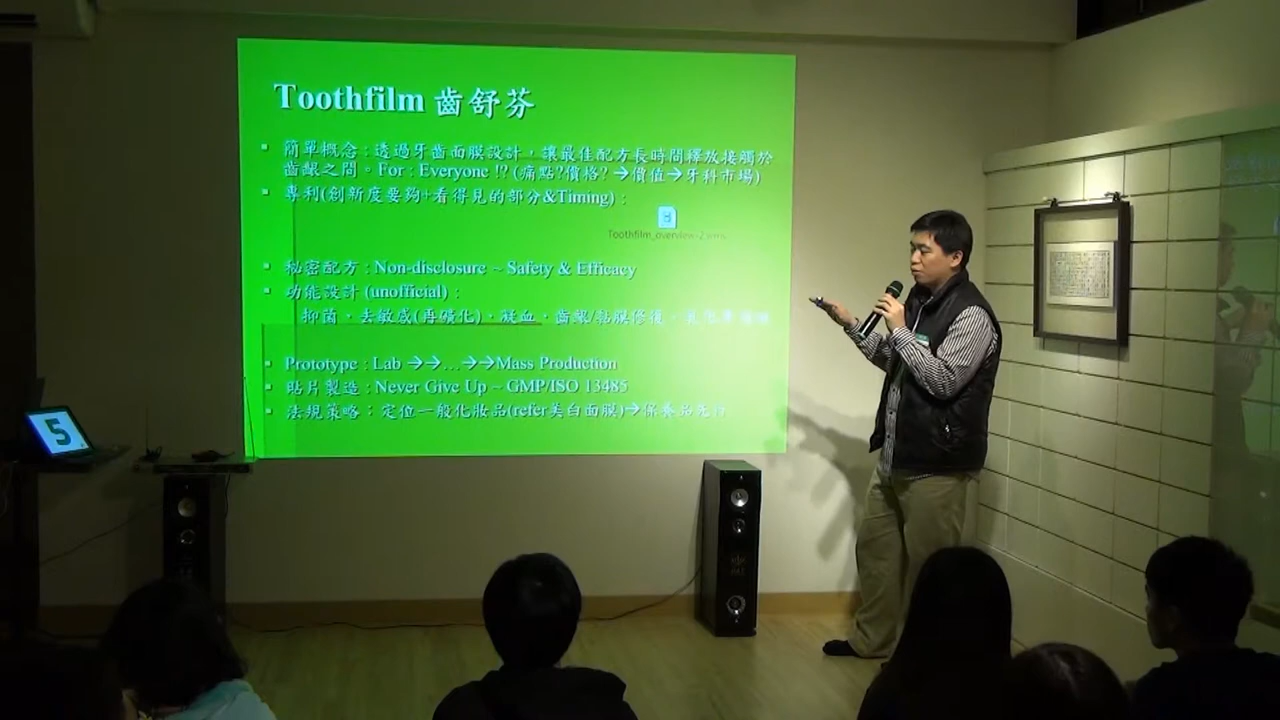 Toothfilm 齒舒芬
簡單概念:透過牙齒面膜設計,讓最佳配方長時間釋放接觸於
齒齦之間。For : Everyone !? (痛點?價格? →價值→牙科市場)
專利(創新度要夠+看得見的部分&Timing) :
Toothfilm_overview-2.wmv
秘密配方 : Non-disclosure ~ Safety & Efficacy
功能設計 (unofficial) :
抑菌,去敏感(再礦化),凝血,齒齦/黏膜修復,
Prototype : Lab →→…→→Mass Production
貼片製造 : Never Give Up ~ GMP/ISO 13485
法規策略:定位一般化妝品(refer美白面膜)→保養品先行
5